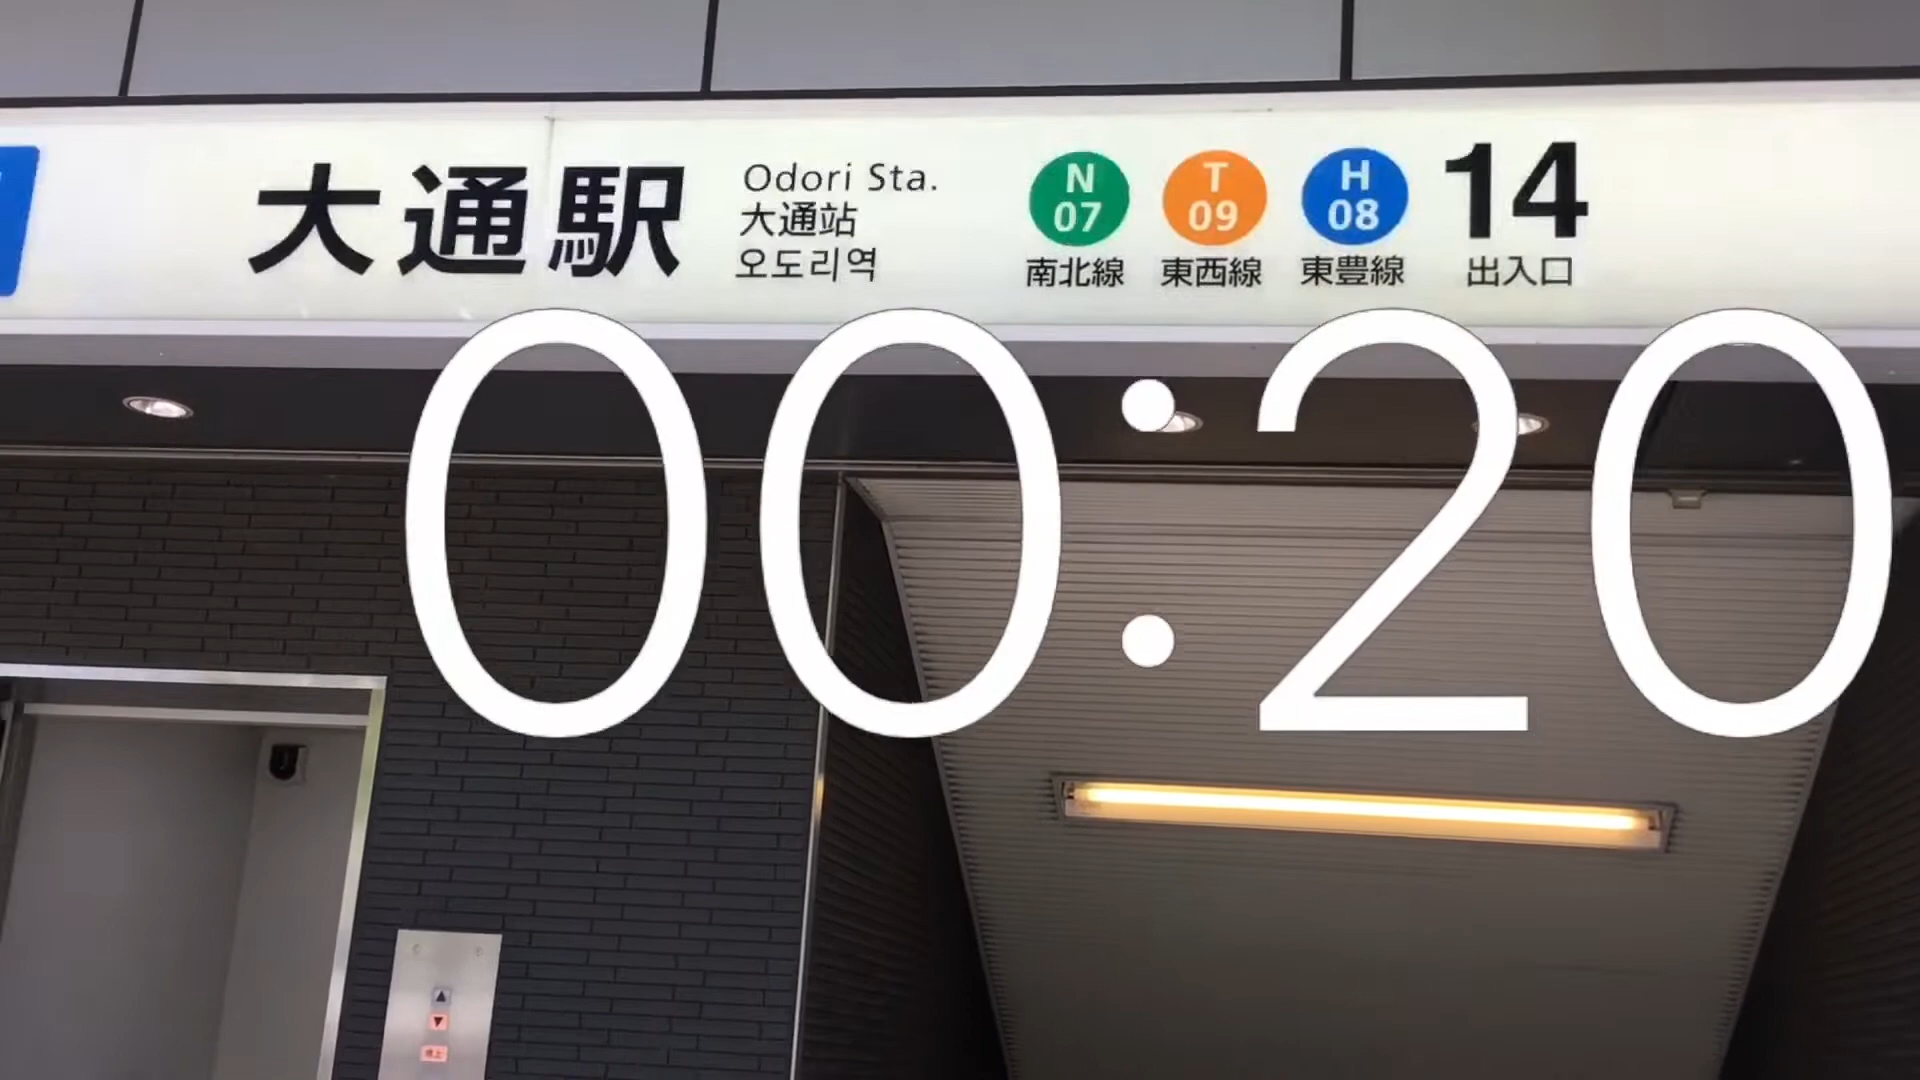 大通駅
Odori Sta.
大通站
오도리역
N 07
南北線
T 09
東西線
H 08
東豊線
14
出入口
00:20